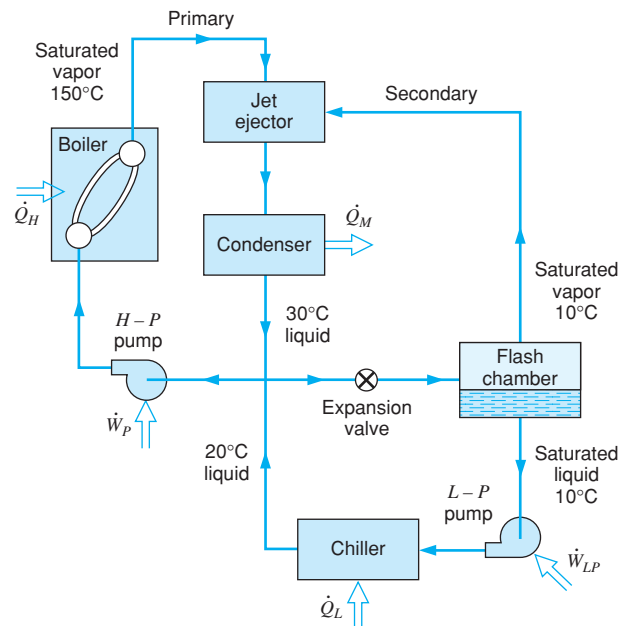 Primary
Saturated
vapor
150°C
Jet
ejector
Secondary
Boiler
Q̇H
Condenser
Q̇M
Saturated
vapor
10°C
30°C
liquid
H – P
pump
Flash
chamber
Expansion
valve
ẆP
20°C
liquid
Saturated
liquid
10°C
L – P
pump
Chiller
ẆLP
Q̇L